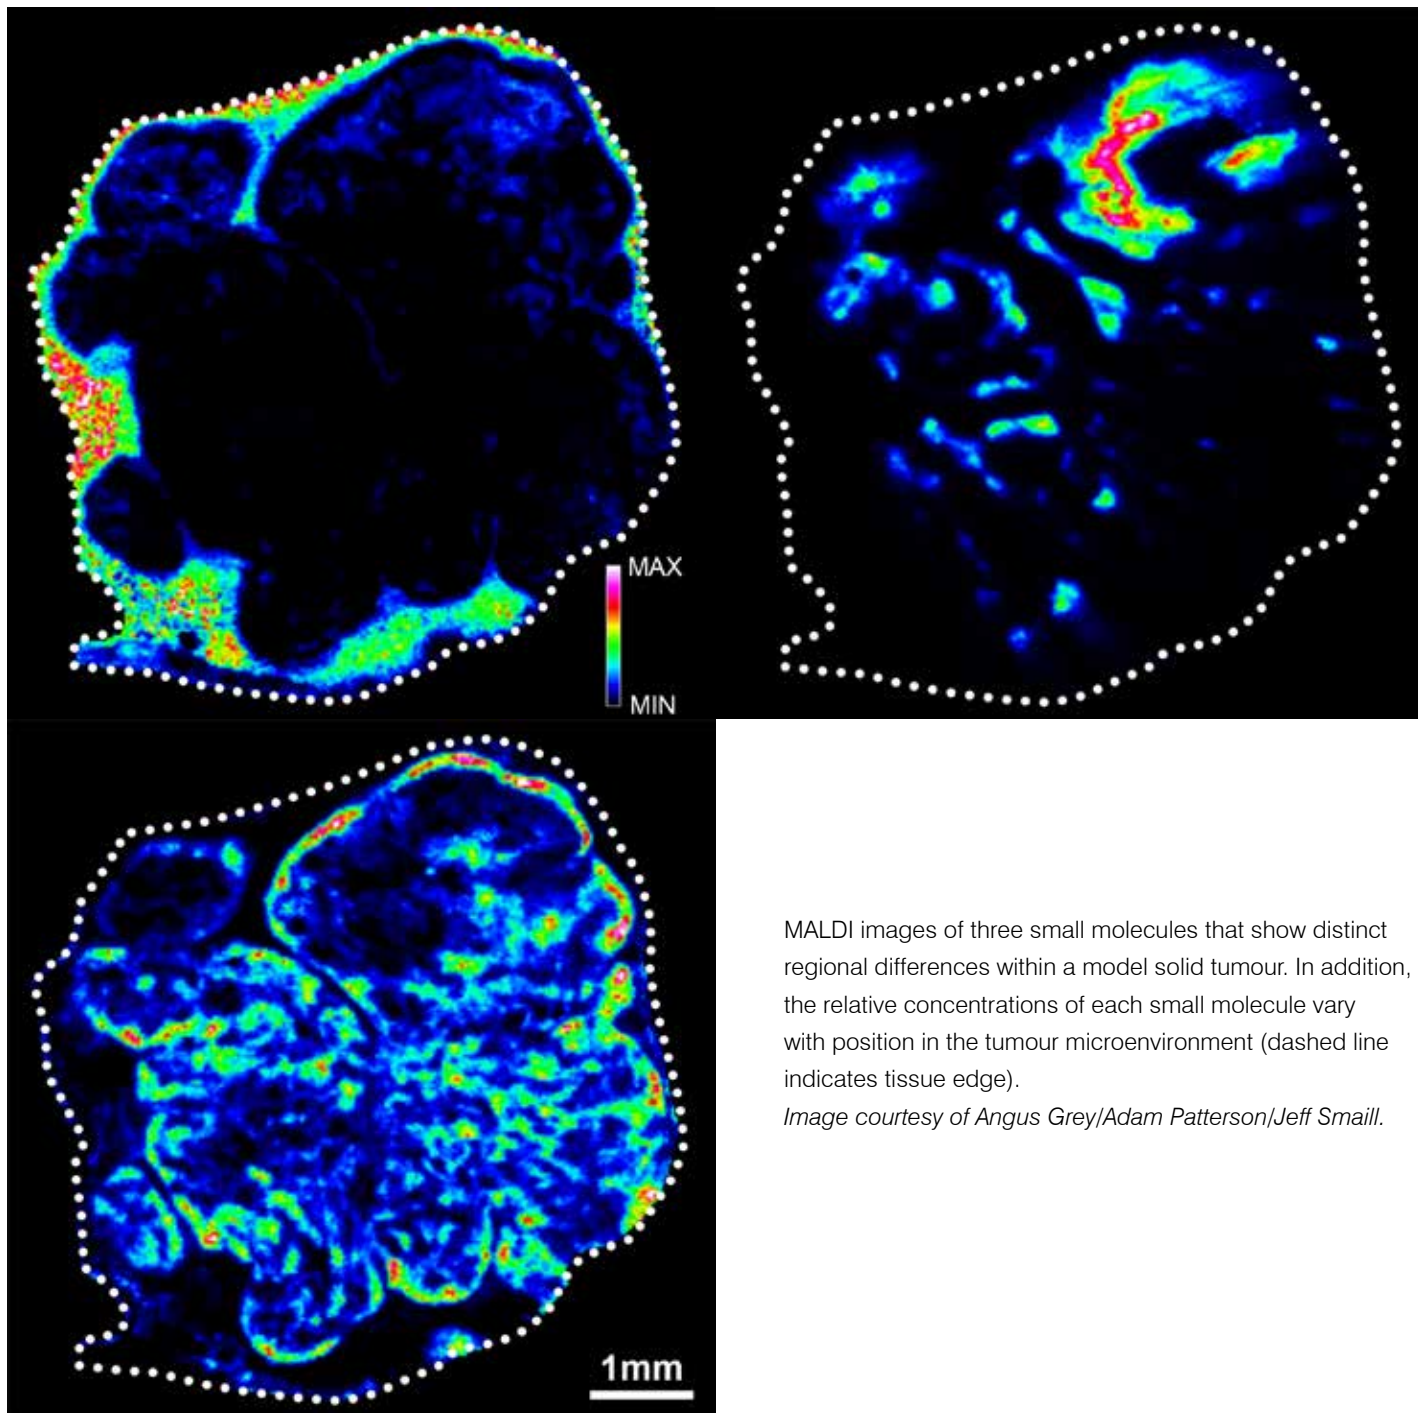 MAX
MIN
1mm
MALDI images of three small molecules that show distinct
regional differences within a model solid tumour. In addition,
the relative concentrations of each small molecule vary
with position in the tumour microenvironment (dashed line
indicates tissue edge).
Image courtesy of Angus Grey/Adam Patterson/Jeff Smaill.